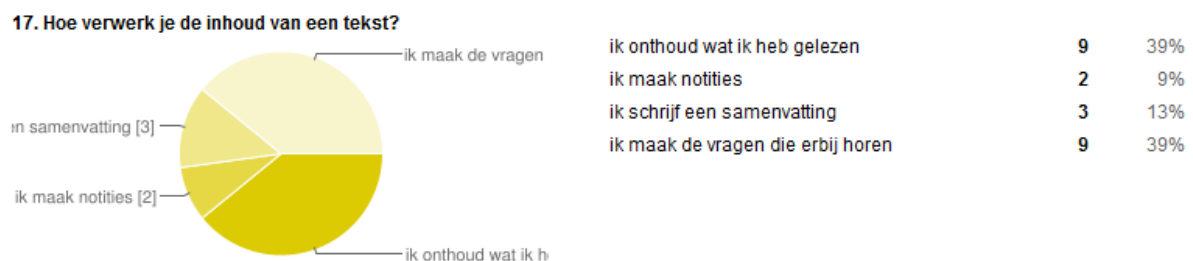 17. Hoe verwerk je de inhoud van een tekst?
ik maak de vragen
samenvatting [3]
ik maak notities [2]
ik onthoud wat ik
ik onthoud wat ik heb gelezen 9 39%
ik maak notities 2 9%
ik schrijf een samenvatting 3 13%
ik maak de vragen die erbij horen 9 39%